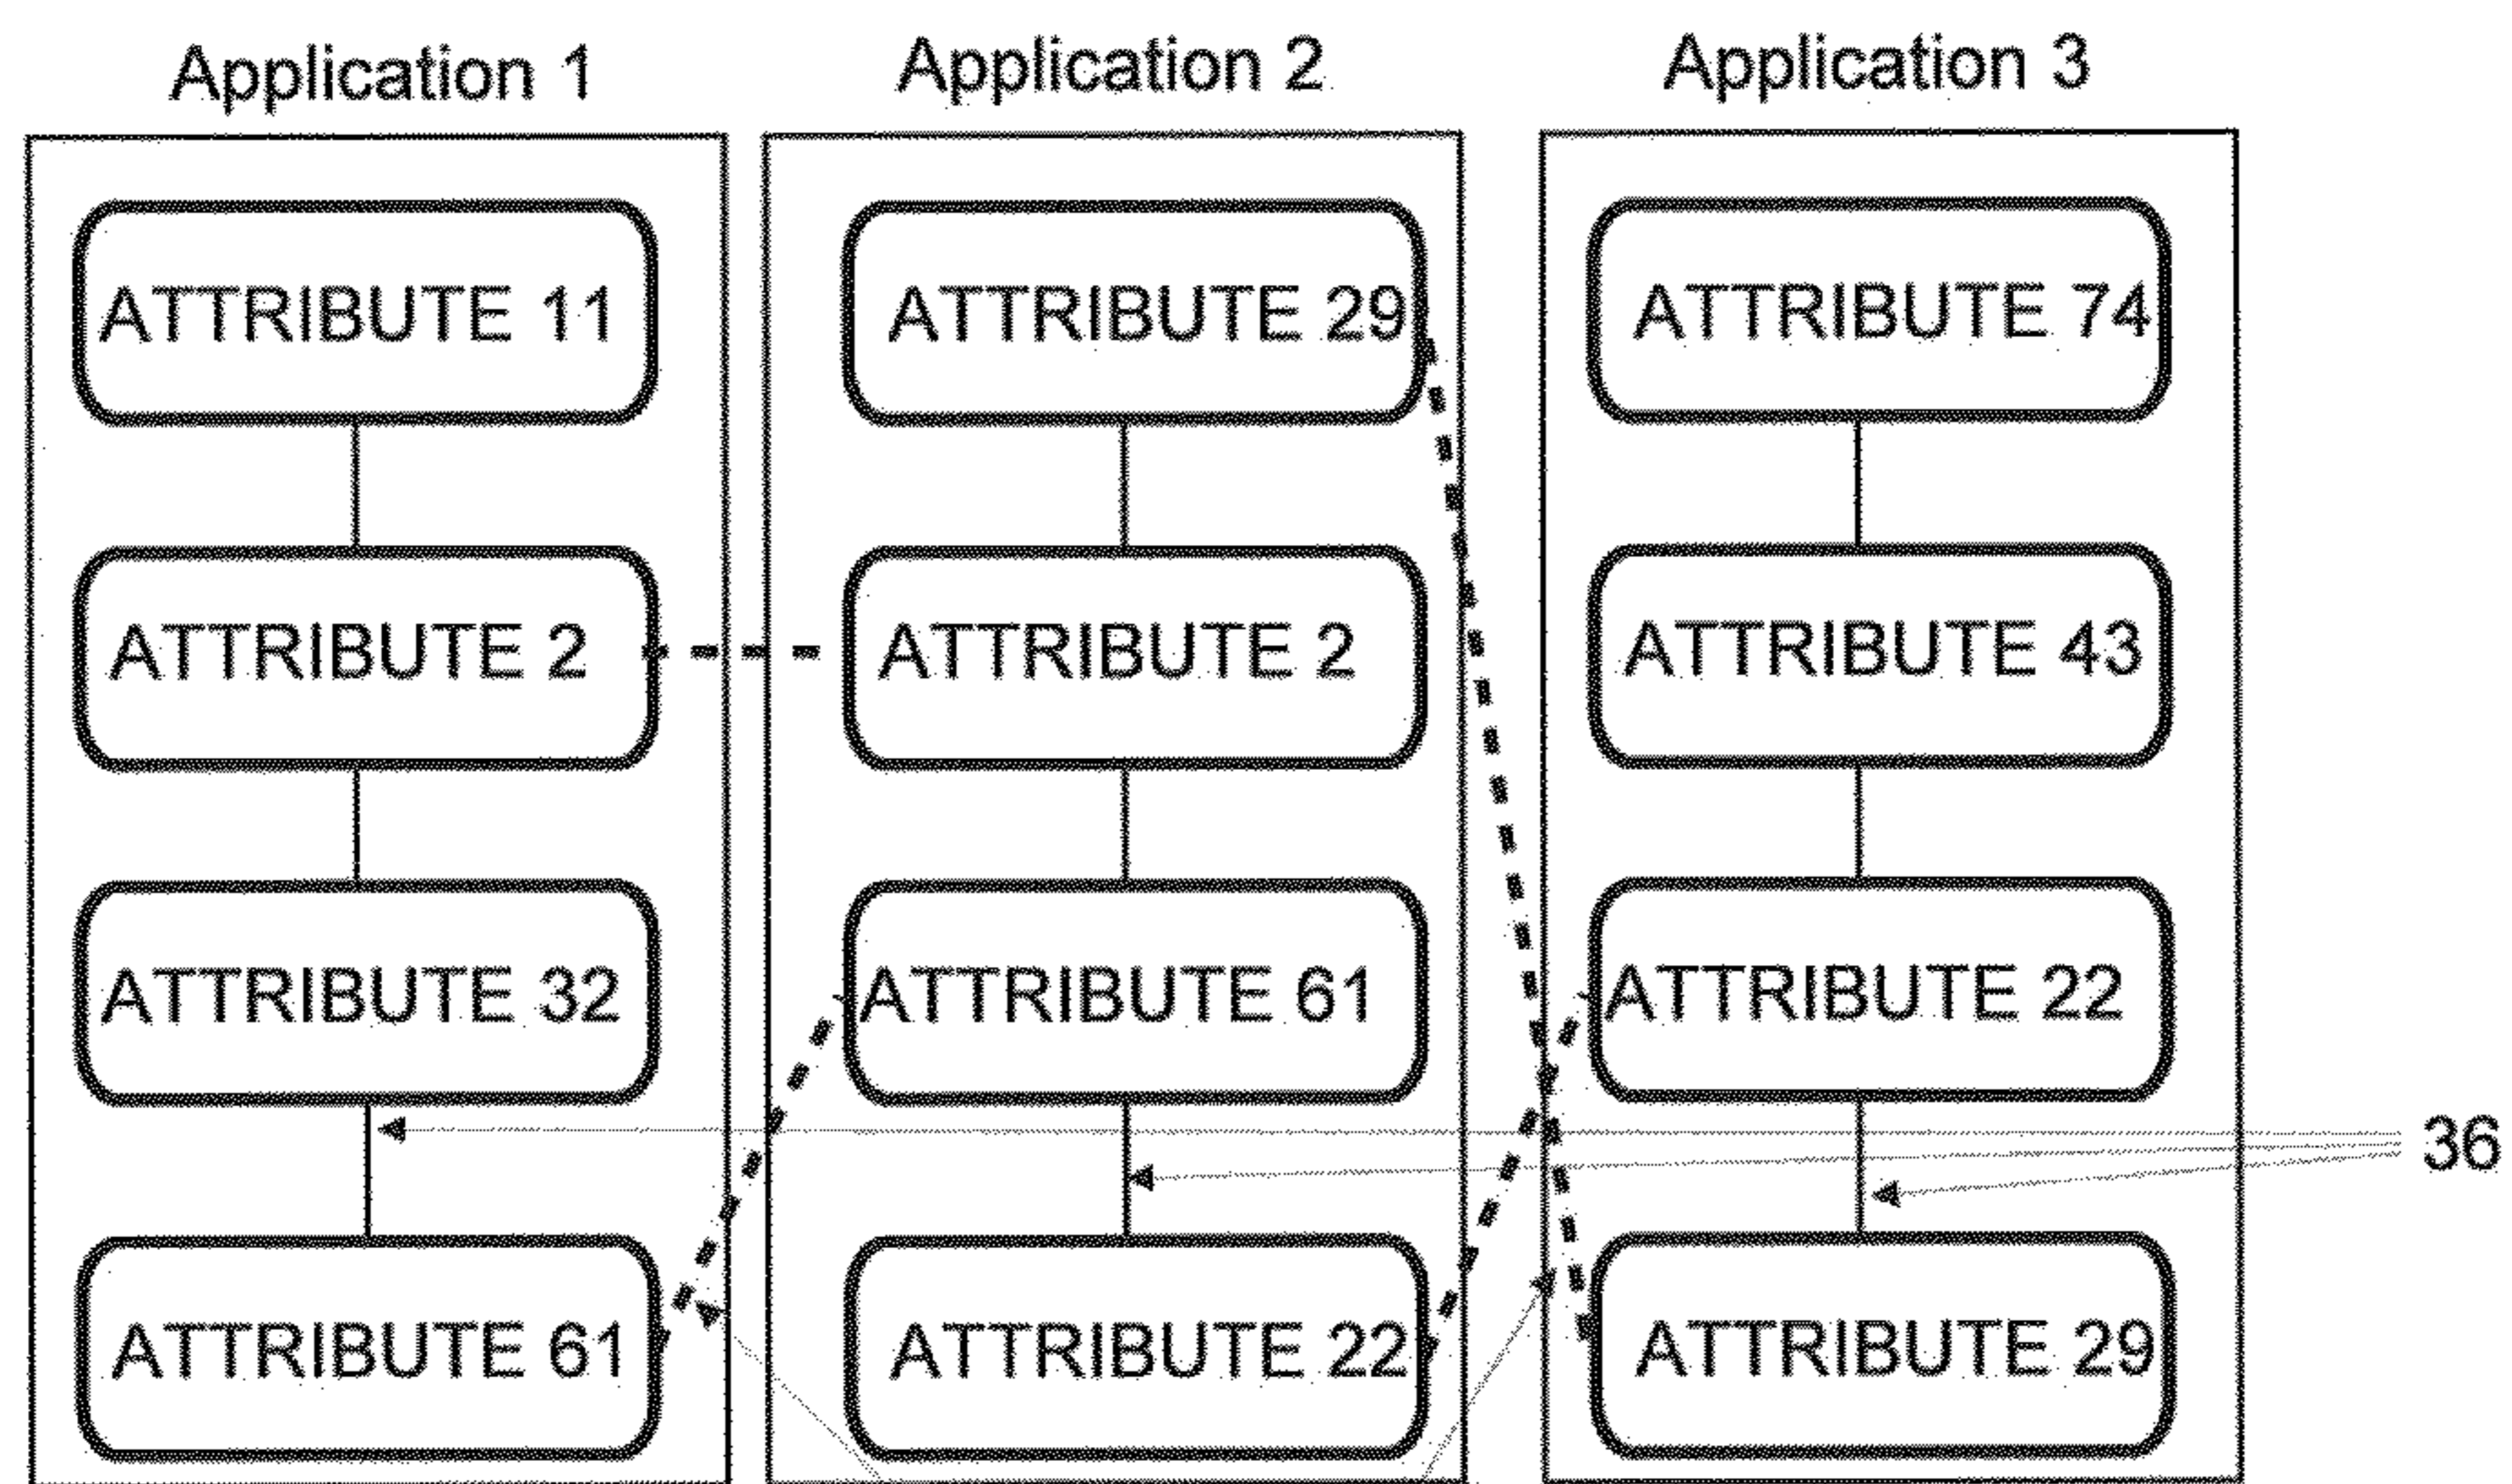 Application 1 Application 2 Application 3
ATTRIBUTE 11 ATTRIBUTE 29 ATTRIBUTE 74
ATTRIBUTE 2 ATTRIBUTE 2 ATTRIBUTE 43
ATTRIBUTE 32 ATTRIBUTE 61 ATTRIBUTE 22
36
ATTRIBUTE 61 ATTRIBUTE 22 ATTRIBUTE 29